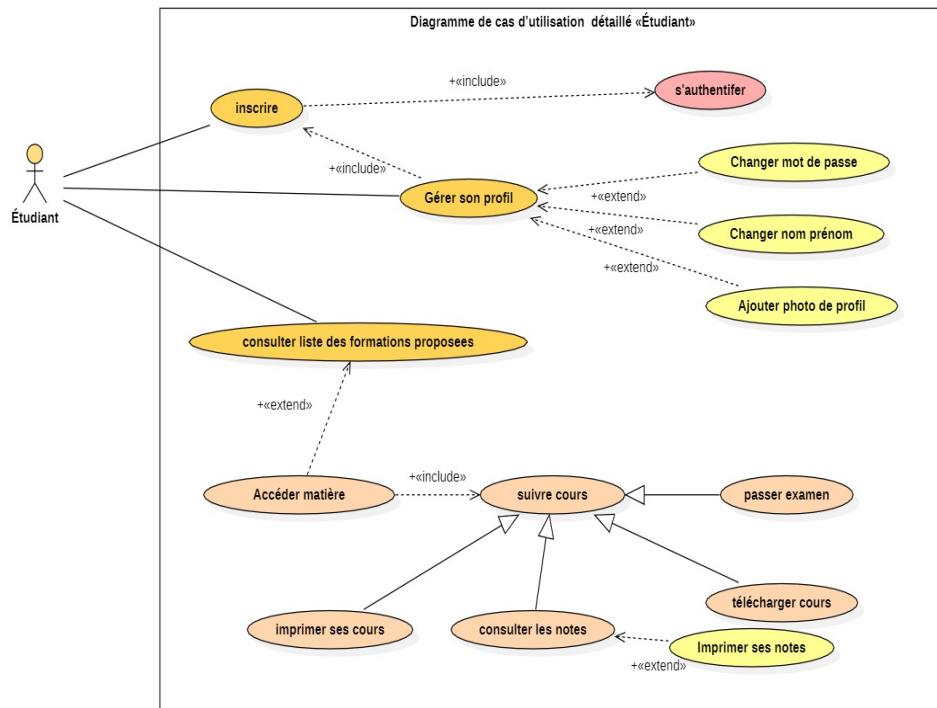 Diagramme de cas d'utilisation détaillé «Étudiant»
+«include»
s'authentifer
inscrire
+«include»
Changer mot de passe
Étudiant
Gérer son profil
+«extend»
Changer nom prénom
+«extend»
+«extend»
Ajouter photo de profil
consulter liste des formations proposees
+«extend»
+«include»
Accéder matière
suivre cours
passer examen
télécharger cours
imprimer ses cours
consulter les notes
Imprimer ses notes
+«extend»